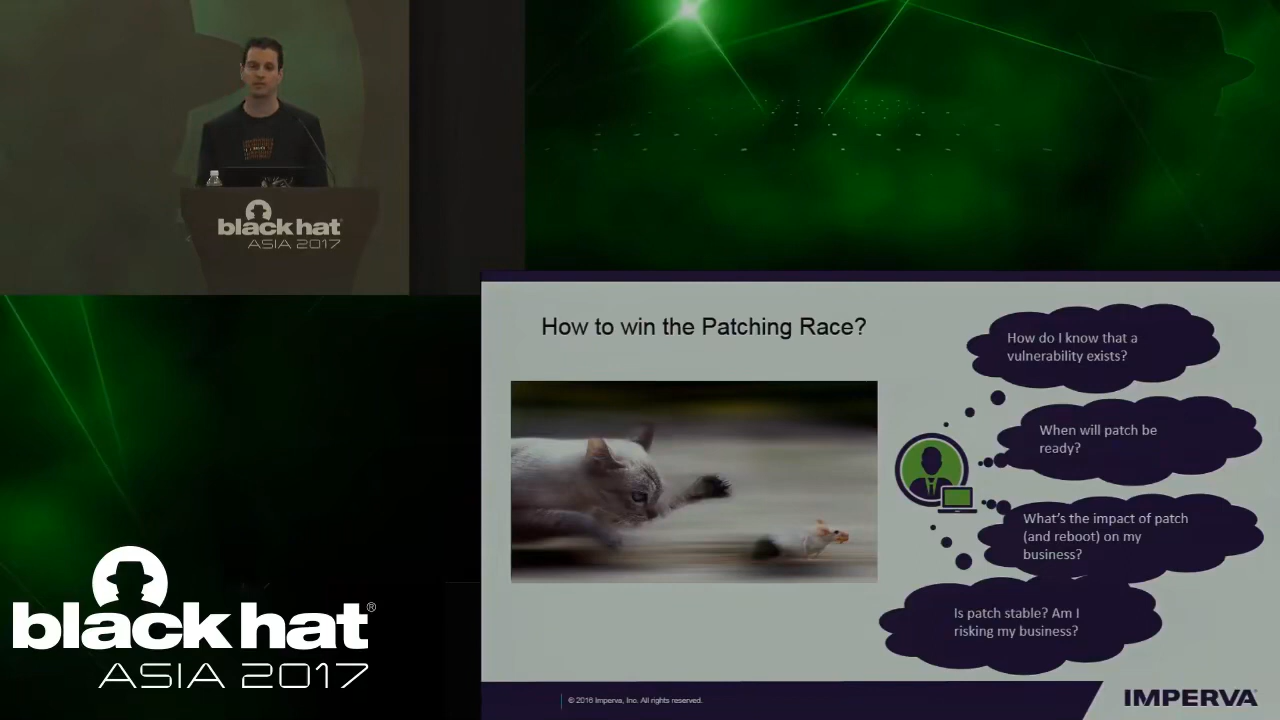 black hat
ASIA 2017
How to win the Patching Race?
How do I know that a
vulnerability exists?
When will patch be
ready?
What's the impact of patch
(and reboot) on my
business?
Is patch stable? Am I
risking my business?
black hat®
ASIA 2017
© 2016 Imperva, Inc. All rights reserved.
IMPERVA